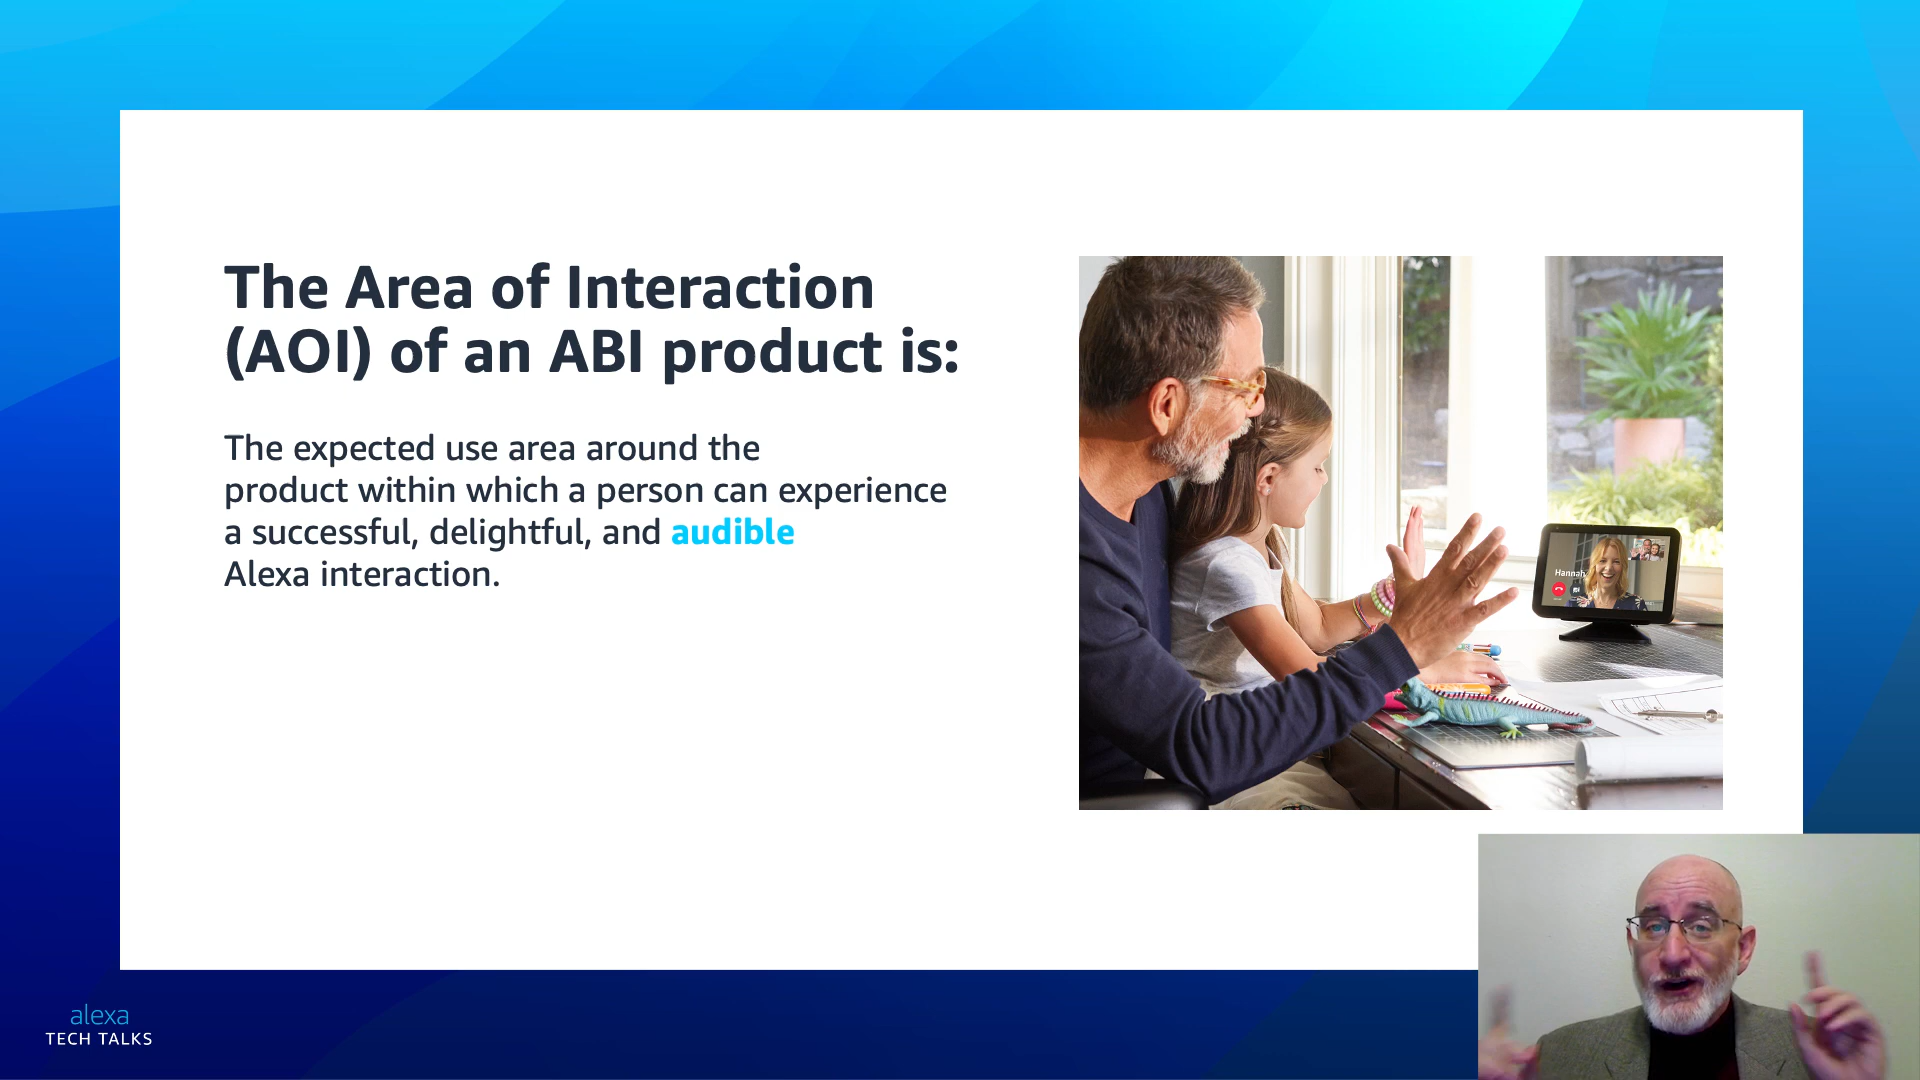 The Area of Interaction
(AOI) of an ABI product is:
The expected use area around the
product within which a person can experience
a successful, delightful, and audible
Alexa interaction.
Hannah
alexa
TECH TALKS